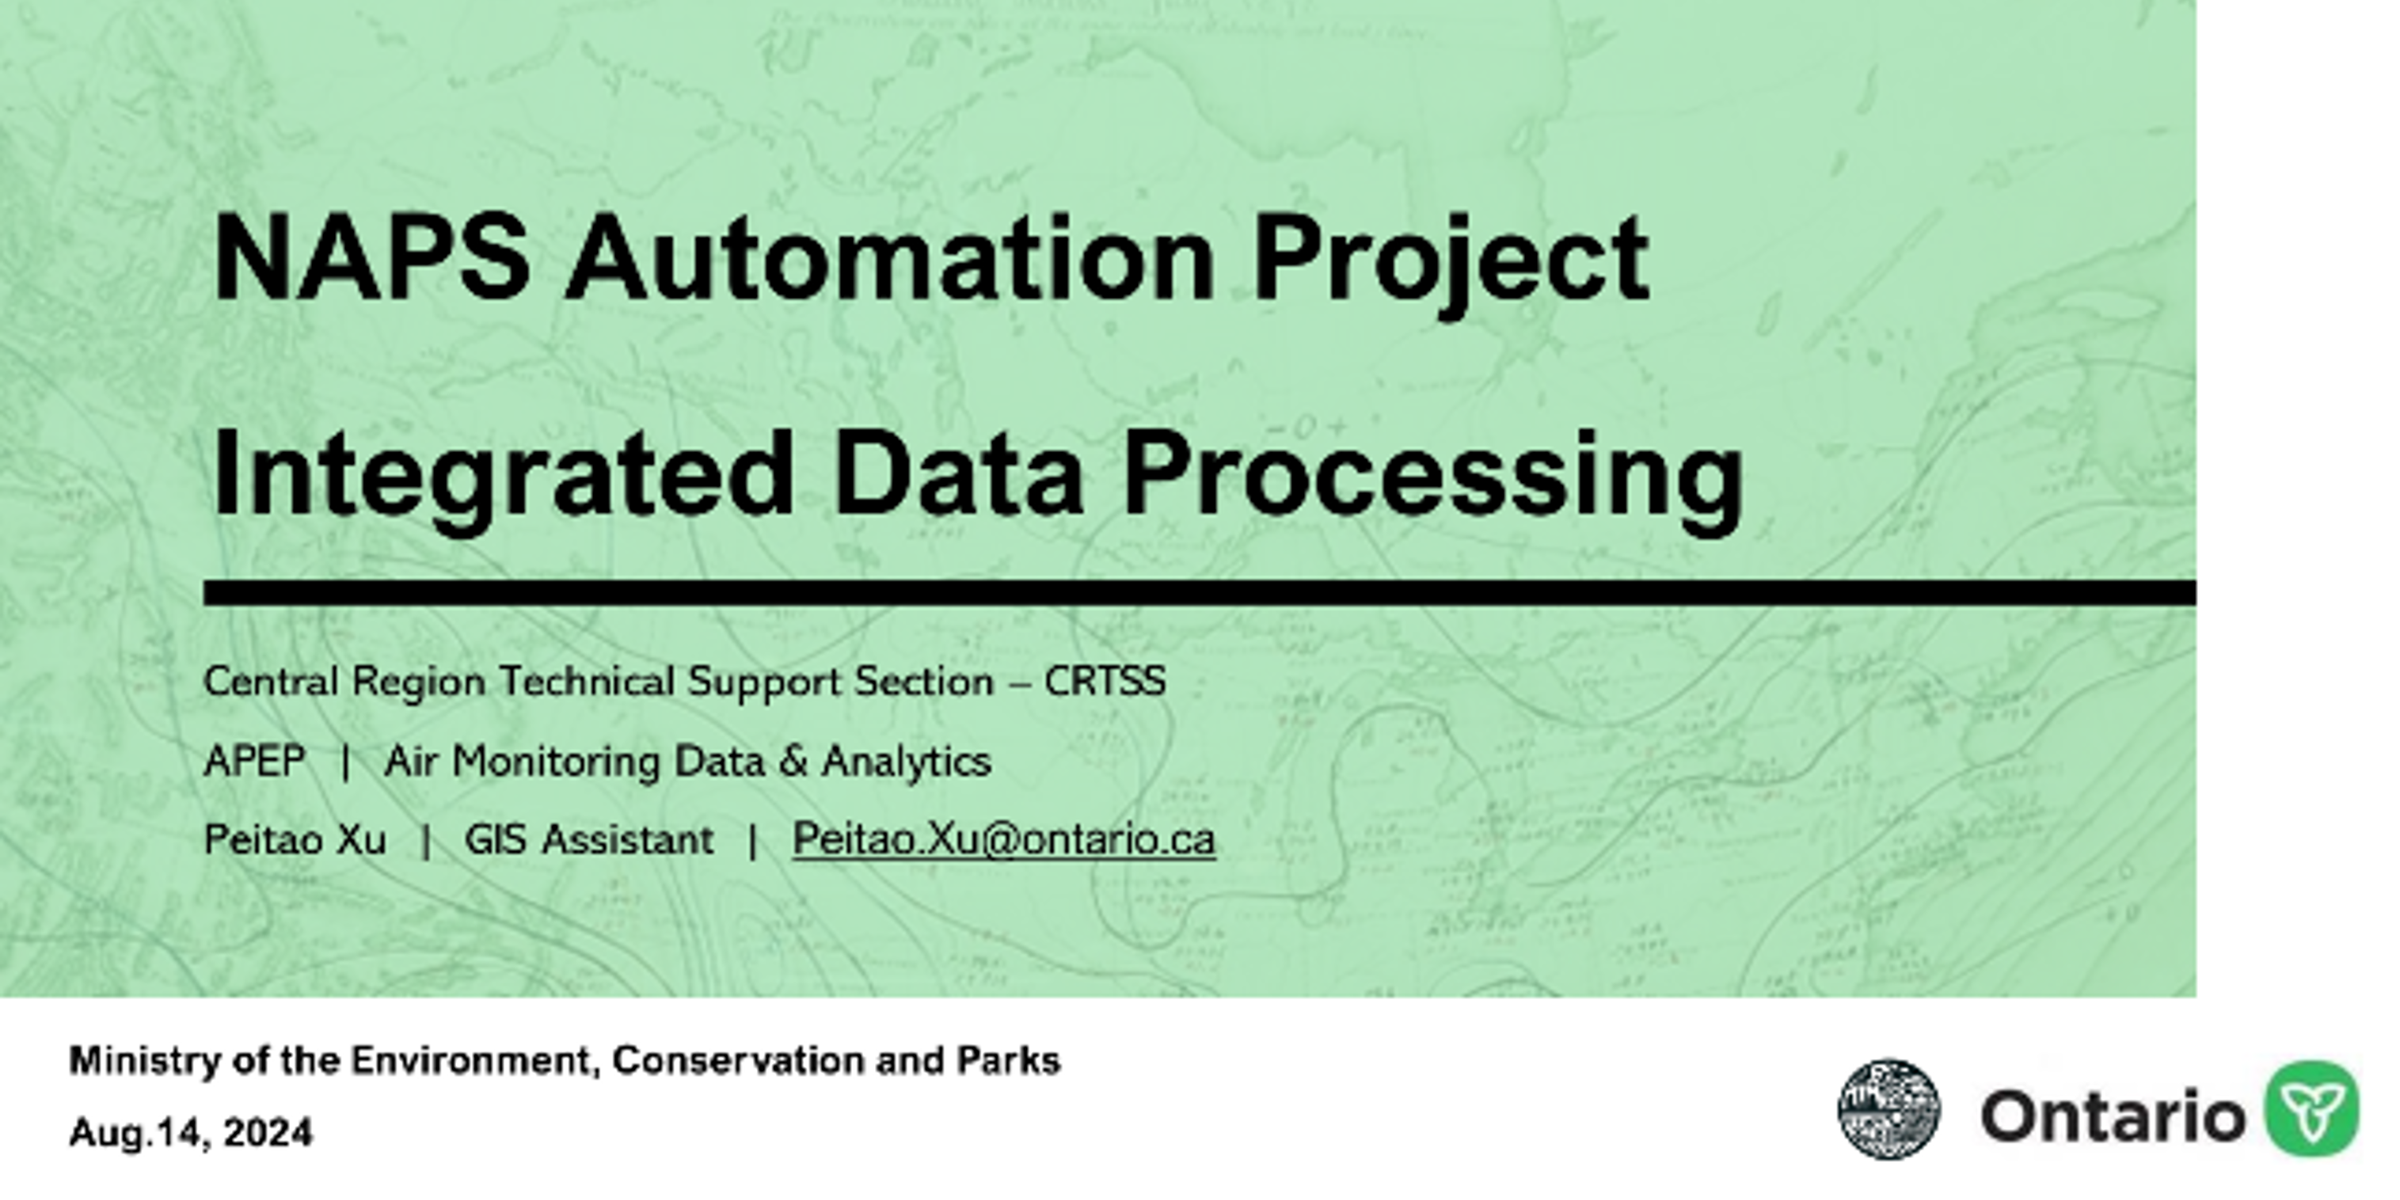 NAPS Automation Project
Integrated Data Processing
Central Region Technical Support Section – CRTSS
APEP | Air Monitoring Data & Analytics
Peitao Xu | GIS Assistant | Peitao.Xu@ontario.ca
Ministry of the Environment, Conservation and Parks
Aug.14, 2024
Ontario